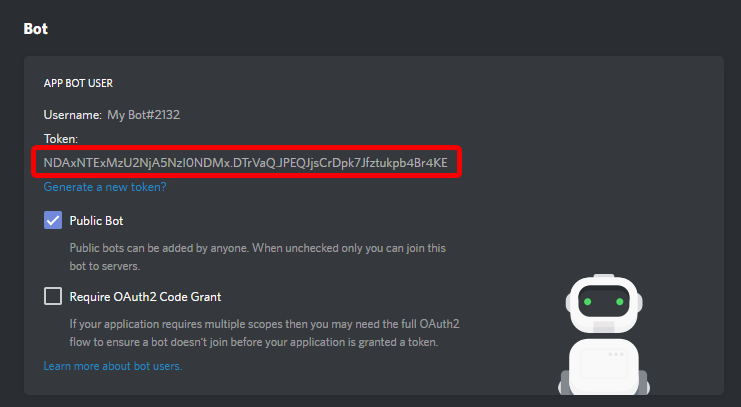 Bot
APP BOT USER
Username: My Bot#2132
Token:
NDAxNTExMzU2NjA5NzI0NDMx.DTrVaQ.JPEQJjsCrDpk7Jfztukpb4Br4KE
Generate a new token?
Public Bot
Public bots can be added by anyone. When unchecked only you can join this
bot to servers.
Require OAuth2 Code Grant
If your application requires multiple scopes then you may need the full OAuth2
flow to ensure a bot doesn't join before your application is granted a token.
Learn more about bot users.